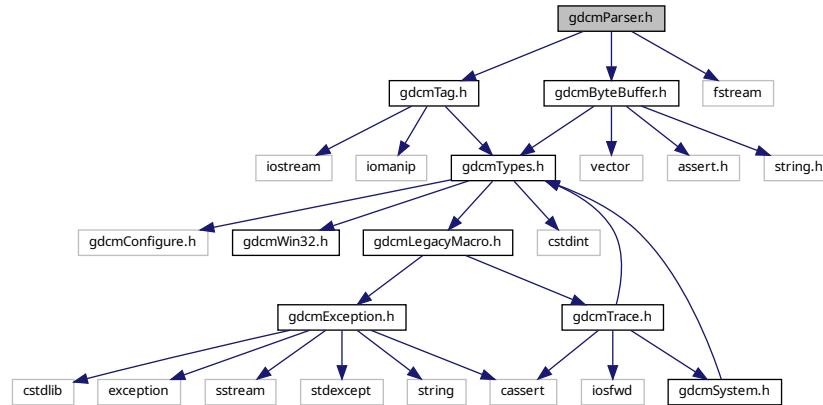 gdcmParser.h
gdcmTag.h
gdcmByteBuffer.h
fstream
iostream
iomanip
gdcmTypes.h
vector
assert.h
string.h
gdcmConfigure.h
gdcmWin32.h
gdcmLegacyMacro.h
cstdint
gdcmException.h
gdcmTrace.h
cstdlib
exception
sstream
stdexcept
string
cassert
iosfwd
gdcmSystem.h